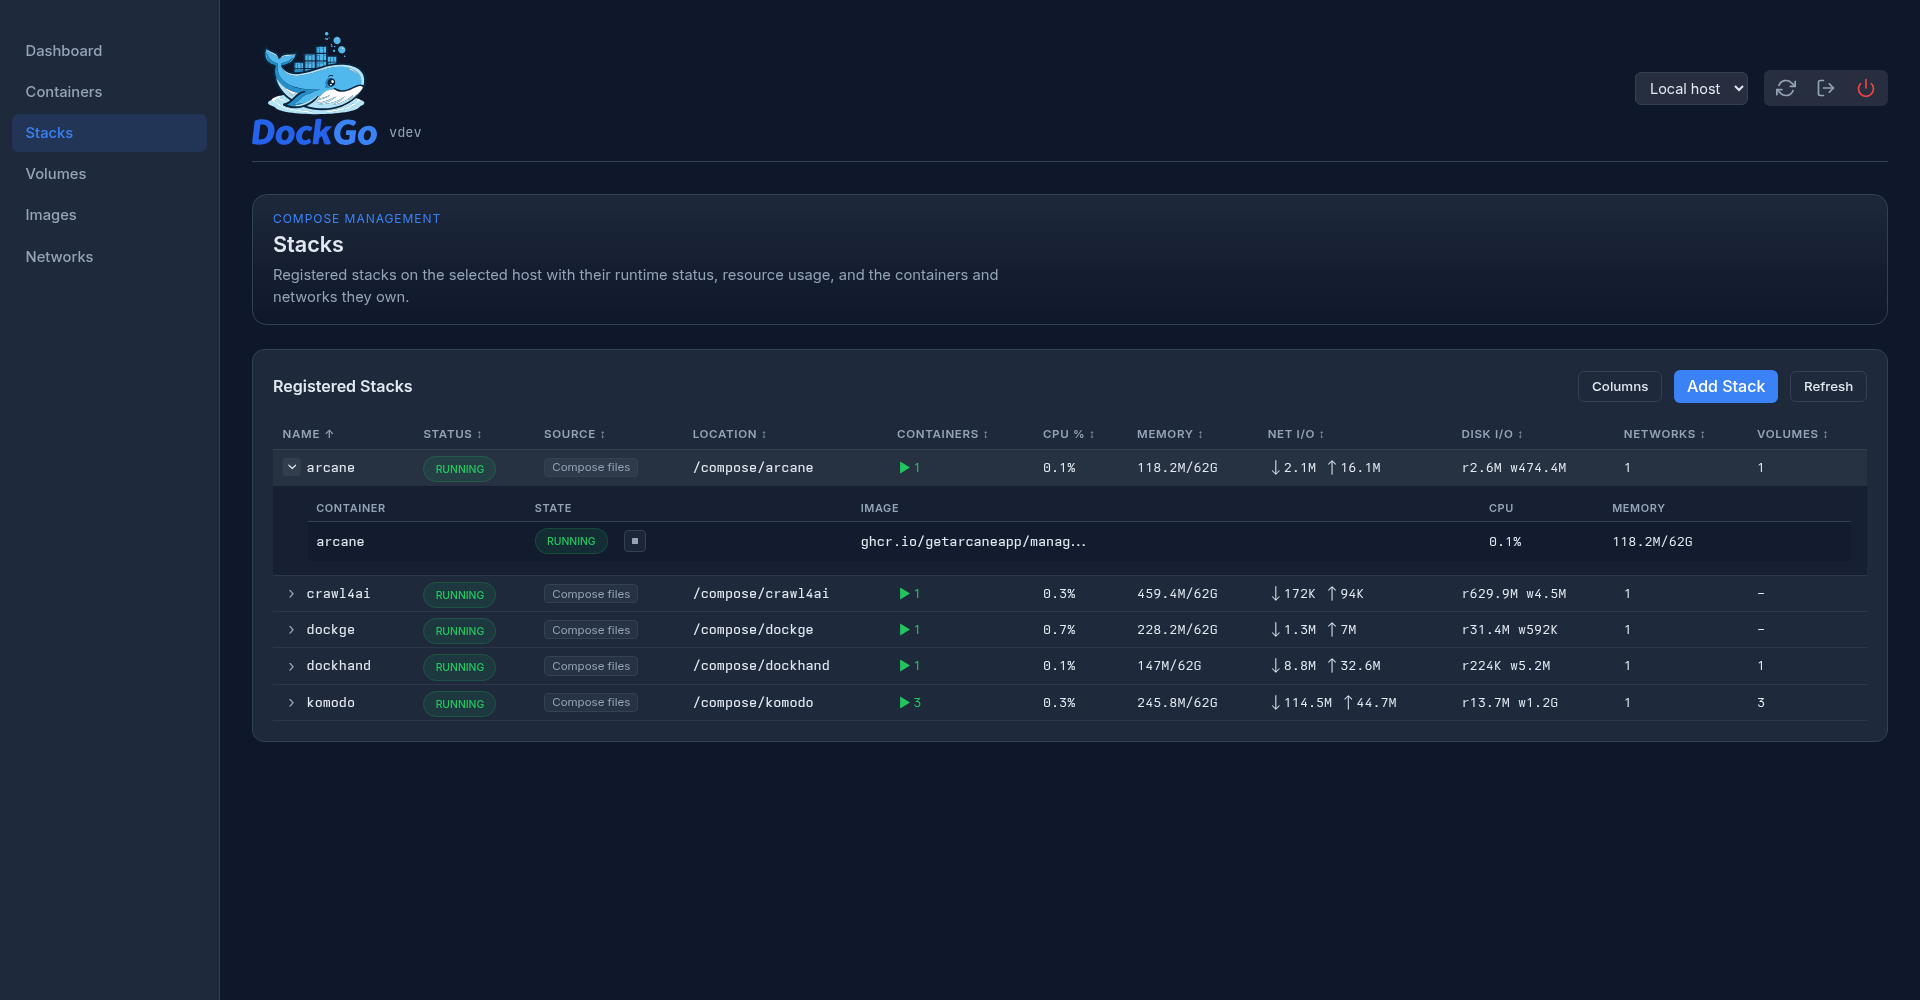 Dashboard
Containers
Stacks
Volumes
Images
Networks
DockGo vdev
Local host
COMPOSE MANAGEMENT
Stacks
Registered stacks on the selected host with their runtime status, resource usage, and the containers and
networks they own.
Registered Stacks
Columns Add Stack Refresh
NAME ↑ STATUS ↕ SOURCE ↕ LOCATION ↕ CONTAINERS ↕ CPU % ↕ MEMORY ↕ NET I/O ↕ DISK I/O ↕ NETWORKS ↕ VOLUMES ↕
arcane RUNNING Compose files /compose/arcane ▶ 1 0.1% 118.2M/62G ↓2.1M ↑16.1M r2.6M w474.4M 1 1
CONTAINER STATE IMAGE CPU MEMORY
arcane RUNNING ghcr.io/getarcaneapp/manag... 0.1% 118.2M/62G
crawl4ai RUNNING Compose files /compose/crawl4ai ▶ 1 0.3% 459.4M/62G ↓172K ↑94K r629.9M w4.5M 1 –
dockge RUNNING Compose files /compose/dockge ▶ 1 0.7% 228.2M/62G ↓1.3M ↑7M r31.4M w592K 1 –
dockhand RUNNING Compose files /compose/dockhand ▶ 1 0.1% 147M/62G ↓8.8M ↑32.6M r224K w5.2M 1 1
komodo RUNNING Compose files /compose/komodo ▶ 3 0.3% 245.8M/62G ↓114.5M ↑44.7M r13.7M w1.2G 1 3